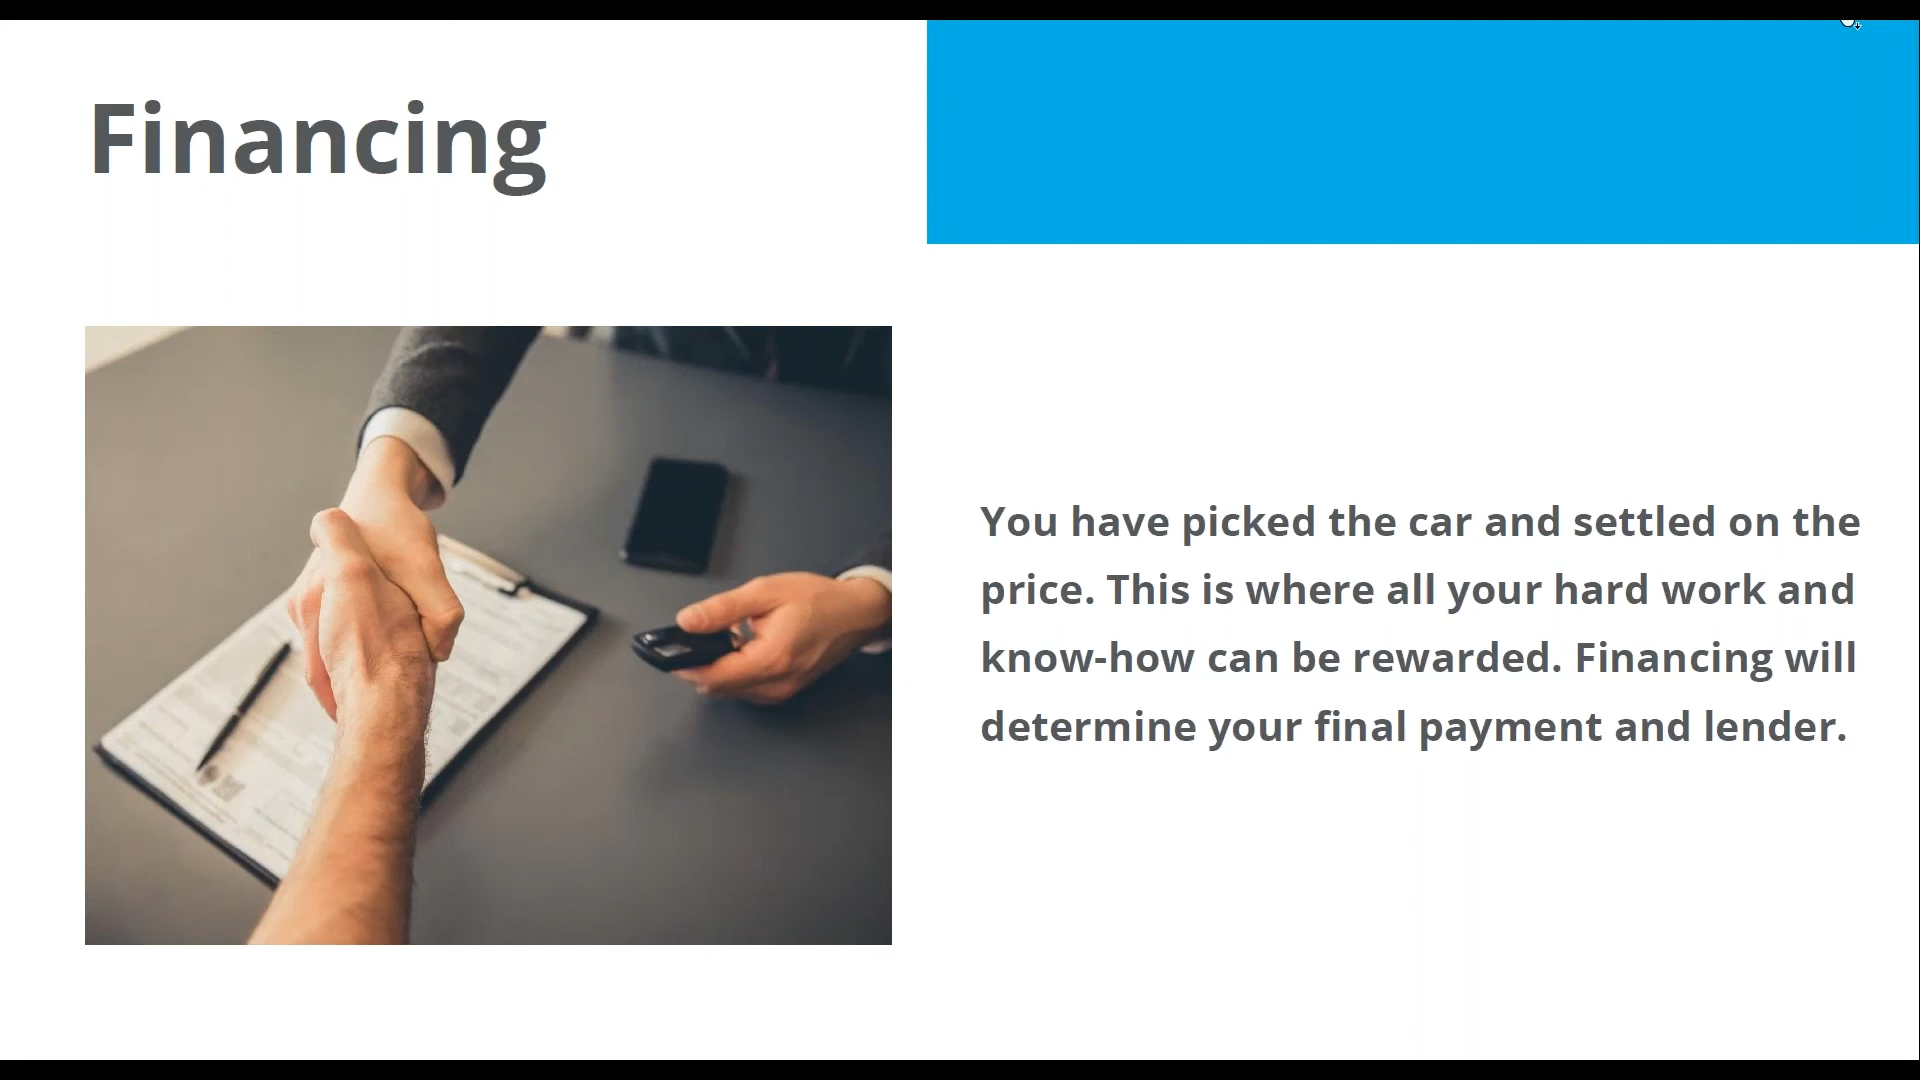 Financing
You have picked the car and settled on the
price. This is where all your hard work and
know-how can be rewarded. Financing will
determine your final payment and lender.